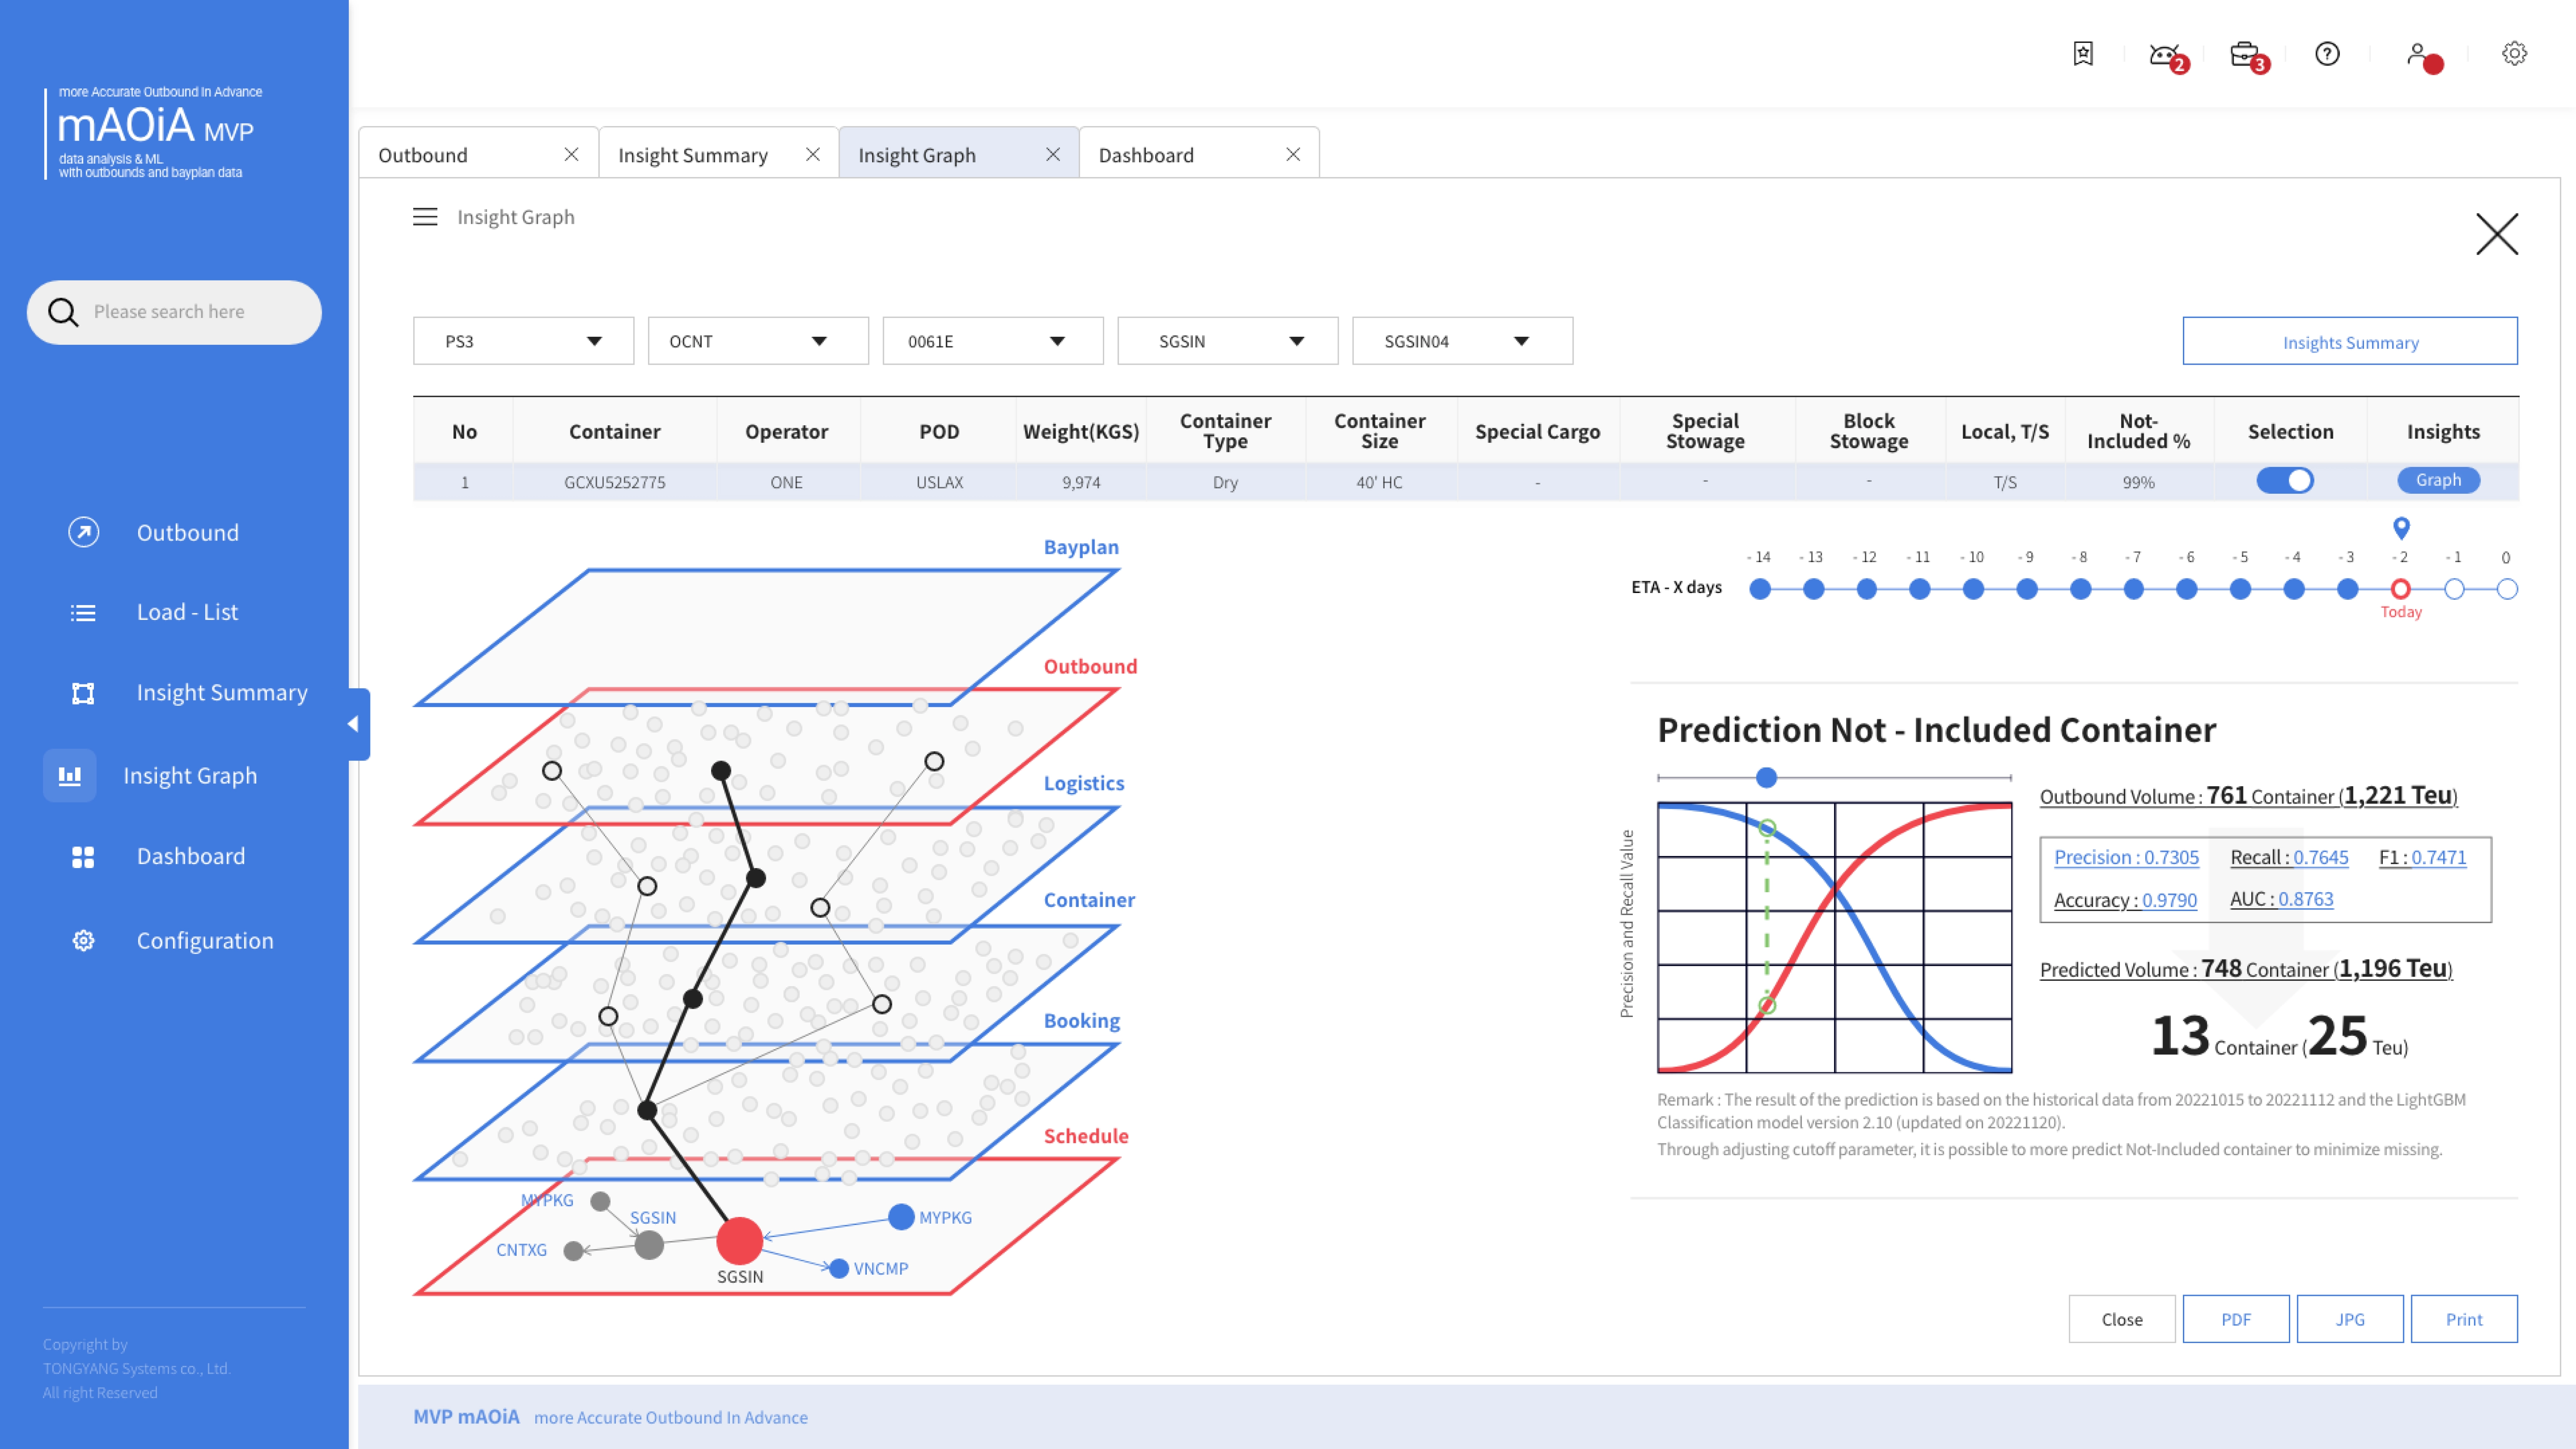 more Accurate Outbound In Advance
mAOiA MVP
data analysis & ML
with outbounds and bayplan data
Please search here
Outbound
Load - List
Insight Summary
Insight Graph
Dashboard
Configuration
Copyright by
TONGYANG Systems co., Ltd.
All right Reserved
2
3
Outbound
Insight Summary
Insight Graph
Dashboard
Insight Graph
PS3
OCNT
0061E
SGSIN
SGSIN04
Insights Summary
No
Container
Operator
POD
Weight(KGS)
Container
Type
Container
Size
Special Cargo
Special
Stowage
Block
Stowage
Local, T/S
Not-
Included %
Selection
Insights
1
GCXU5252775
ONE
USLAX
9,974
Dry
40' HC
-
-
-
T/S
99%
Graph
Bayplan
Outbound
Logistics
Container
Booking
Schedule
MYPKG
SGSIN
CNTXG
SGSIN
MYPKG
VNCMP
- 14 - 13 - 12 - 11 - 10 - 9 - 8 - 7 - 6 - 5 - 4 - 3 - 2 - 1 0
ETA - X days
Today
Prediction Not - Included Container
Precision and Recall Value
Outbound Volume : 761 Container (1,221 Teu)
Precision : 0.7305 Recall : 0.7645 F1 : 0.7471
Accuracy : 0.9790 AUC : 0.8763
Predicted Volume : 748 Container (1,196 Teu)
13 Container (25 Teu)
Remark : The result of the prediction is based on the historical data from 20221015 to 20221112 and the LightGBM
Classification model version 2.10 (updated on 20221120).
Through adjusting cutoff parameter, it is possible to more predict Not-Included container to minimize missing.
Close
PDF
JPG
Print
MVP mAOiA more Accurate Outbound In Advance